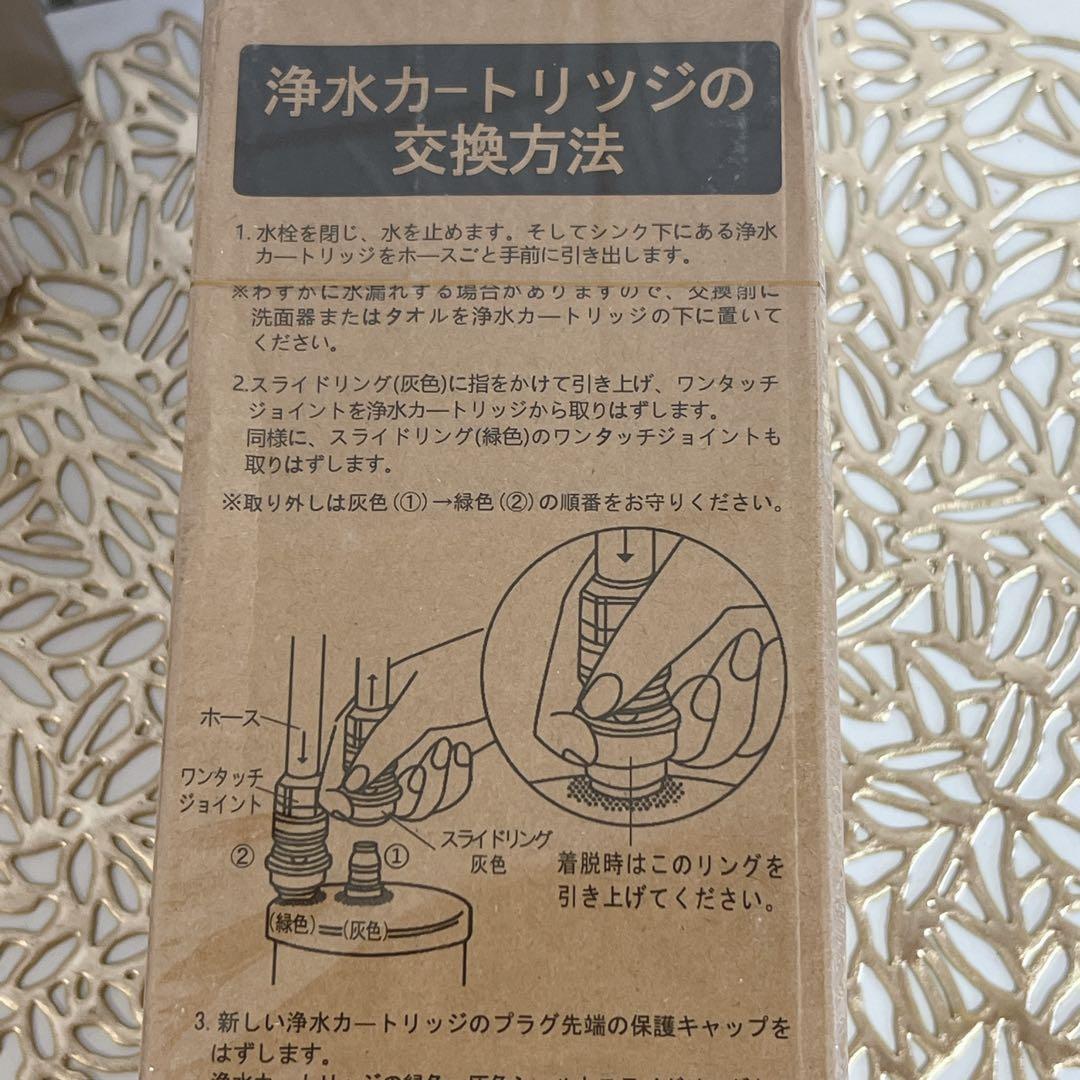 浄水カートリツジの
交換方法
1. 水栓を閉じ、水を止めます。そしてシンク下にある浄水
カートリッジをホースごと手前に引き出します。
※わずかに水漏れする場合がありますので、交換前に
洗面器またはタオルを浄水カートリッジの下に置いて
ください。
2.スライドリング(灰色)に指をかけて引き上げ、ワンタッチ
ジョイントを浄水カートリッジから取りはずします。
同様に、スライドリング(緑色)のワンタッチジョイントも
取りはずします。
※取り外しは灰色(①)→緑色(②)の順番をお守りください。
ホース
ワンタッチ
ジョイント
②
①
スライドリング
灰色
着脱時はこのリングを
引き上げてください。
(緑色)
(灰色)
3. 新しい浄水カートリッジのプラグ先端の保護キャップを
はずします。